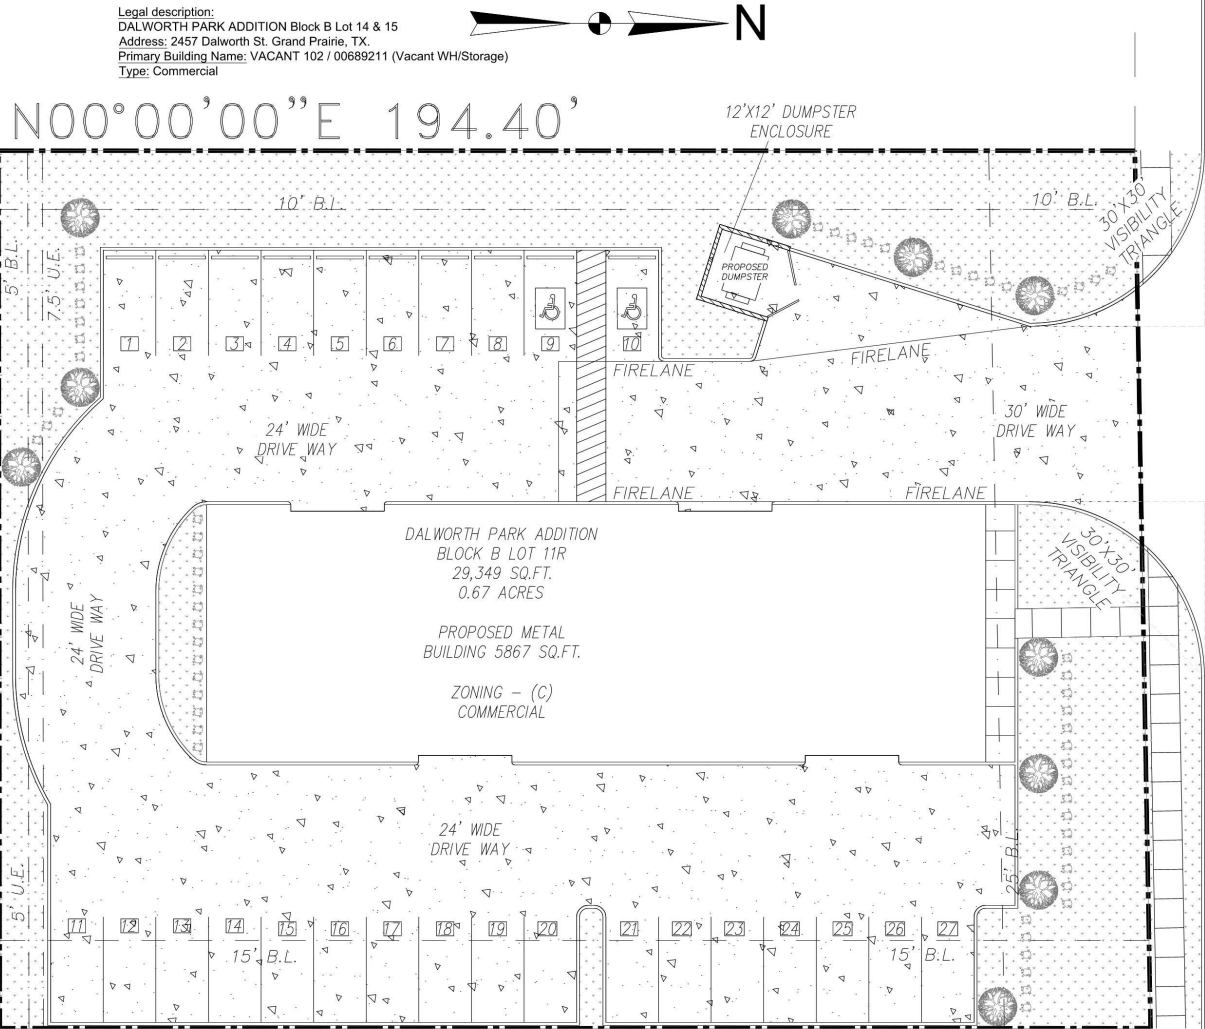 Legal description:
DALWORTH PARK ADDITION Block B Lot 14 & 15
Address: 2457 Dalworth St. Grand Prairie, TX.
Primary Building Name: VACANT 102 / 00689211 (Vacant WH/Storage)
Type: Commercial
N
N00°00'00"E 194.40'
12'X12' DUMPSTER
ENCLOSURE
10' B.L.
10' B.L.
30'X30'
VISIBILITY
TRIANGLE
5' B.L.
7.5' U.E.
PROPOSED
DUMPSTER
1
2
3
4
5
6
7
8
9
10
FIRELANE
FIRELANE
24' WIDE
DRIVE WAY
30' WIDE
DRIVE WAY
FIRELANE
FIRELANE
DALWORTH PARK ADDITION
BLOCK B LOT 11R
29,349 SQ.FT.
0.67 ACRES
PROPOSED METAL
BUILDING 5867 SQ.FT.
ZONING - (C)
COMMERCIAL
30'X30'
VISIBILITY
TRIANGLE
24' WIDE
DRIVE WAY
24' WIDE
DRIVE WAY
25' B.L.
5' U.E.
11
12
13
14
15
16
17
18
19
20
21
22
23
24
25
26
27
15' B.L.
15' B.L.